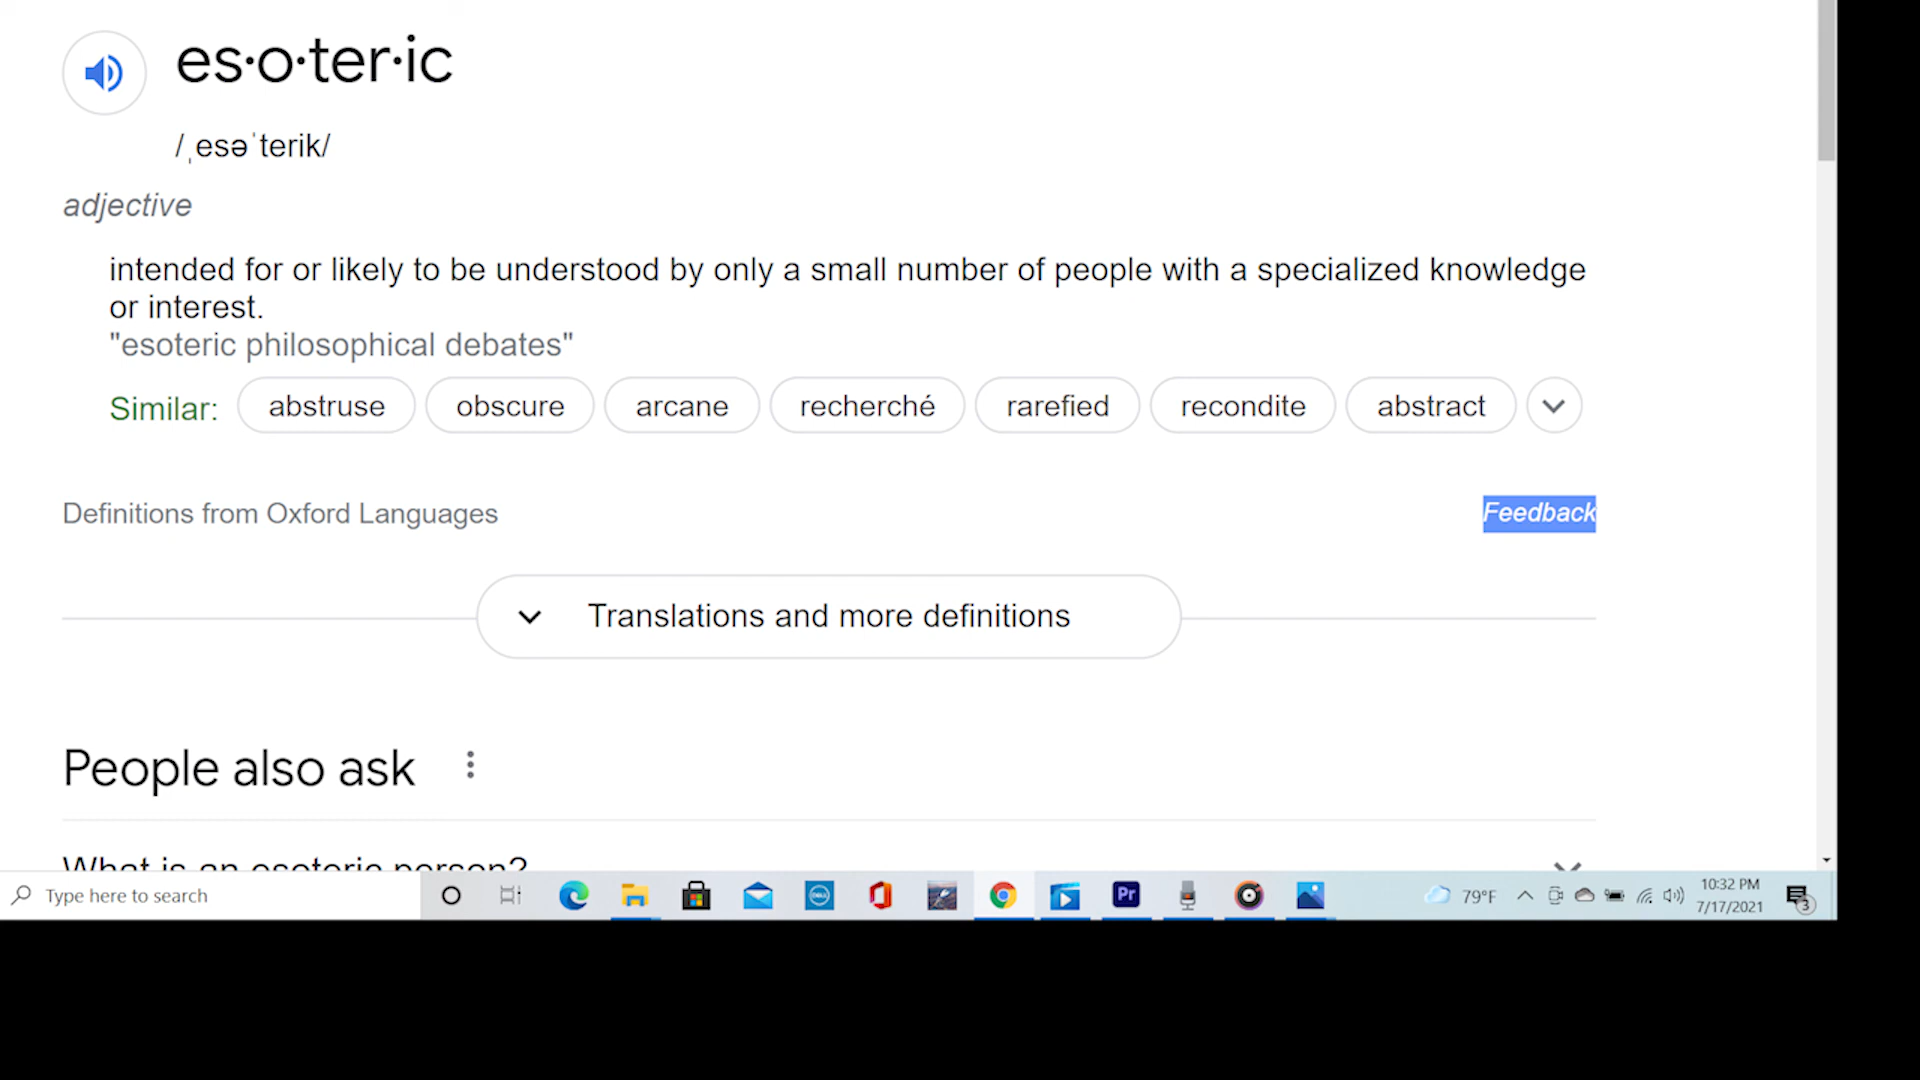 es·o·ter·ic
/ˌesəˈterik/
adjective
intended for or likely to be understood by only a small number of people with a specialized knowledge
or interest.
"esoteric philosophical debates"
Similar: abstruse obscure arcane recherché rarefied recondite abstract
Definitions from Oxford Languages Feedback
Translations and more definitions
People also ask
What is an esoteric person?
Type here to search
DELL
Pr
79°F
10:32 PM
7/17/2021
3